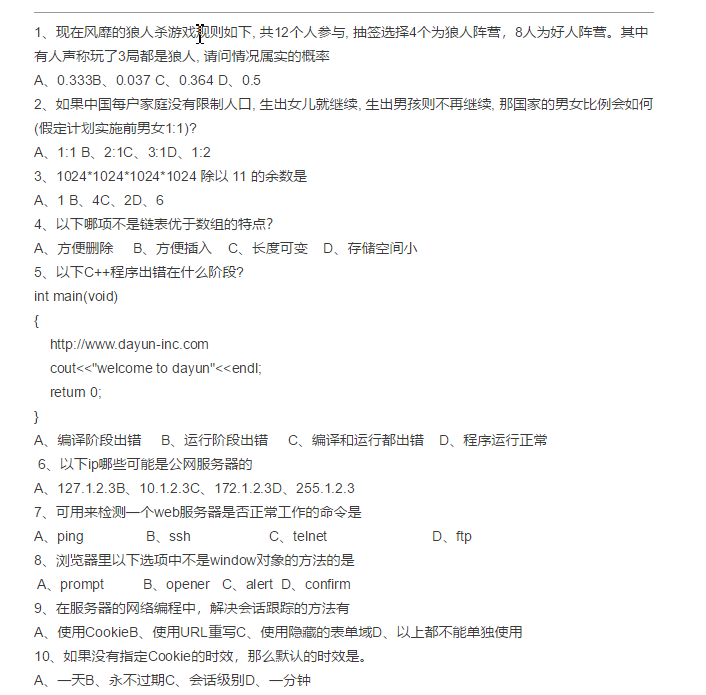 1、现在风靡的狼人杀游戏规则如下, 共12个人参与, 抽签选择4个为狼人阵营，8人为好人阵营。其中
有人声称玩了3局都是狼人, 请问情况属实的概率
A、0.333B、0.037 C、0.364 D、0.5
2、如果中国每户家庭没有限制人口, 生出女儿就继续, 生出男孩则不再继续, 那国家的男女比例会如何
(假定计划实施前男女1:1)?
A、1:1 B、2:1C、3:1D、1:2
3、1024*1024*1024*1024 除以 11 的余数是
A、1 B、4C、2D、6
4、以下哪项不是链表优于数组的特点?
A、方便删除 B、方便插入 C、长度可变 D、存储空间小
5、以下C++程序出错在什么阶段?
int main(void)
{
http://www.dayun-inc.com
cout<<"welcome to dayun"<<endl;
return 0;
}
A、编译阶段出错 B、运行阶段出错 C、编译和运行都出错 D、程序运行正常
6、以下ip哪些可能是公网服务器的
A、127.1.2.3B、10.1.2.3C、172.1.2.3D、255.1.2.3
7、可用来检测一个web服务器是否正常工作的命令是
A、ping B、ssh C、telnet D、ftp
8、浏览器里以下选项中不是window对象的方法的是
A、prompt B、opener C、alert D、confirm
9、在服务器的网络编程中，解决会话跟踪的方法有
A、使用CookieB、使用URL重写C、使用隐藏的表单域D、以上都不能单独使用
10、如果没有指定Cookie的时效，那么默认的时效是。
A、一天B、永不过期C、会话级别D、一分钟